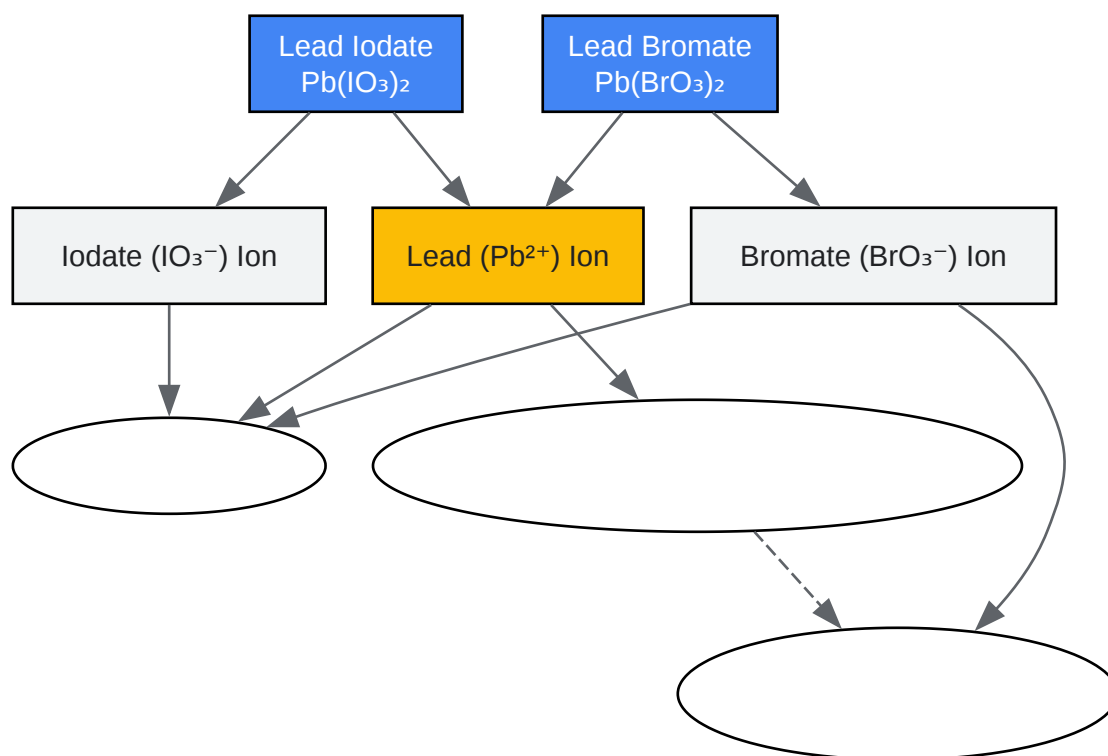 Lead Iodate
Pb(IO₃)₂
Lead Bromate
Pb(BrO₃)₂
Iodate (IO₃⁻) Ion
Lead (Pb²⁺) Ion
Bromate (BrO₃⁻) Ion